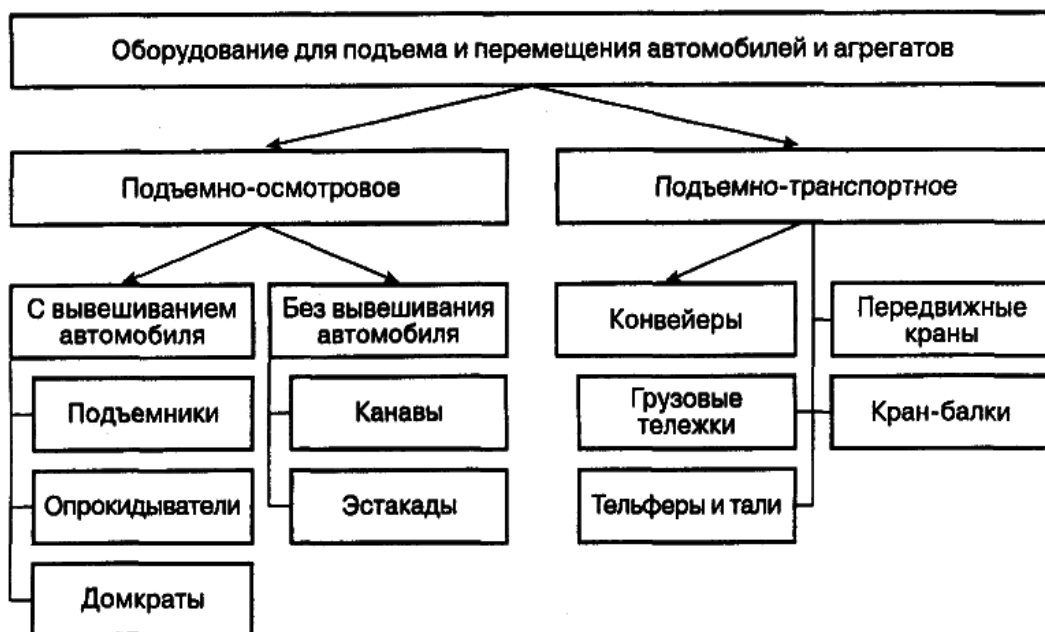 Оборудование для подъема и перемещения автомобилей и агрегатов
Подъемно-осмотровое
Подъемно-транспортное
С вывешиванием
автомобиля
Без вывешивания
автомобиля
Конвейеры
Передвижные
краны
Подъемники
Канавы
Грузовые
тележки
Кран-балки
Опрокидыватели
Эстакады
Тельферы и тали
Домкраты